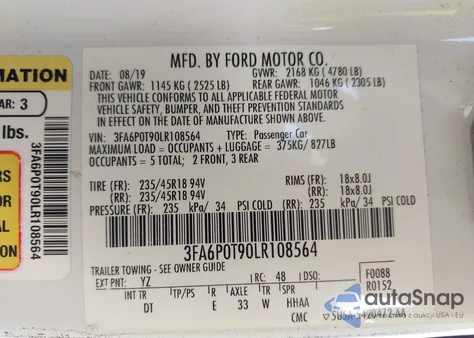 MFD. BY FORD MOTOR CO.
DATE: 08/19 GVWR: 2168 KG ( 4780 LB)
FRONT GAWR: 1145 KG ( 2525 LB) REAR GAWR: 1046 KG ( 2305 LB)
THIS VEHICLE CONFORMS TO ALL APPLICABLE FEDERAL MOTOR
VEHICLE SAFETY, BUMPER, AND THEFT PREVENTION STANDARDS
IN EFFECT ON THE DATE OF MANUFACTURE SHOWN ABOVE.
VIN: 3FA6P0T90LR108564 TYPE: Passenger Car
MAXIMUM LOAD = OCCUPANTS + LUGGAGE = 375KG/ 827LB
OCCUPANTS = 5 TOTAL; 2 FRONT, 3 REAR
TIRE (FR): 235/45R18 94V RIMS (FR): 18x8.0J
(RR): 235/45R18 94V (RR): 18x8.0J
PRESSURE (FR): 235 kPa/ 34 PSI COLD (RR): 235 kPa/ 34 PSI COLD
3FA6P0T90LR108564
TRAILER TOWING - SEE OWNER GUIDE
EXT PNT: YZ RC: 48 DSO: F0088
R0152
INT TR TP/PS R AXLE TR SPR
DT E 33 W HHAA
CMC
MATION
AR: 3
lbs.
3FA6P0T90LR108564
RS
OR
LATION
autoSnap